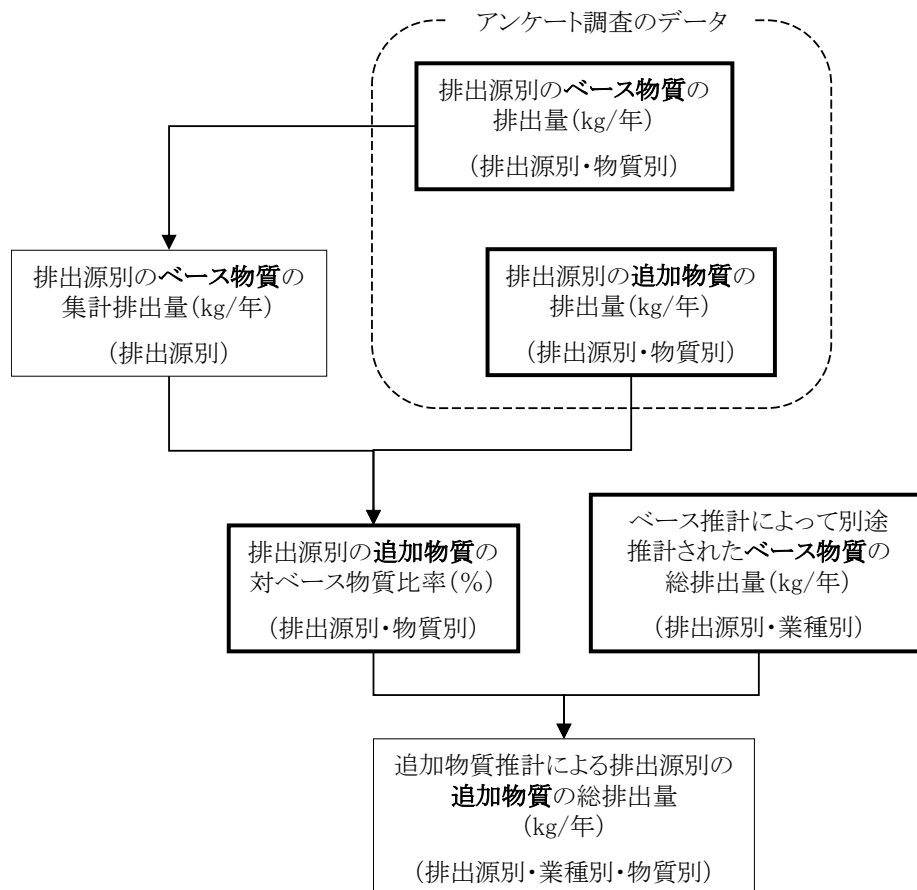 アンケート調査のデータ
排出源別のベース物質の
排出量(kg/年)
(排出源別・物質別)
排出源別のベース物質の
集計排出量(kg/年)
(排出源別)
排出源別の追加物質の
排出量(kg/年)
(排出源別・物質別)
排出源別の追加物質の
対ベース物質比率(%)
(排出源別・物質別)
ベース推計によって別途
推計されたベース物質の
総排出量(kg/年)
(排出源別・業種別)
追加物質推計による排出源別の
追加物質の総排出量
(kg/年)
(排出源別・業種別・物質別)